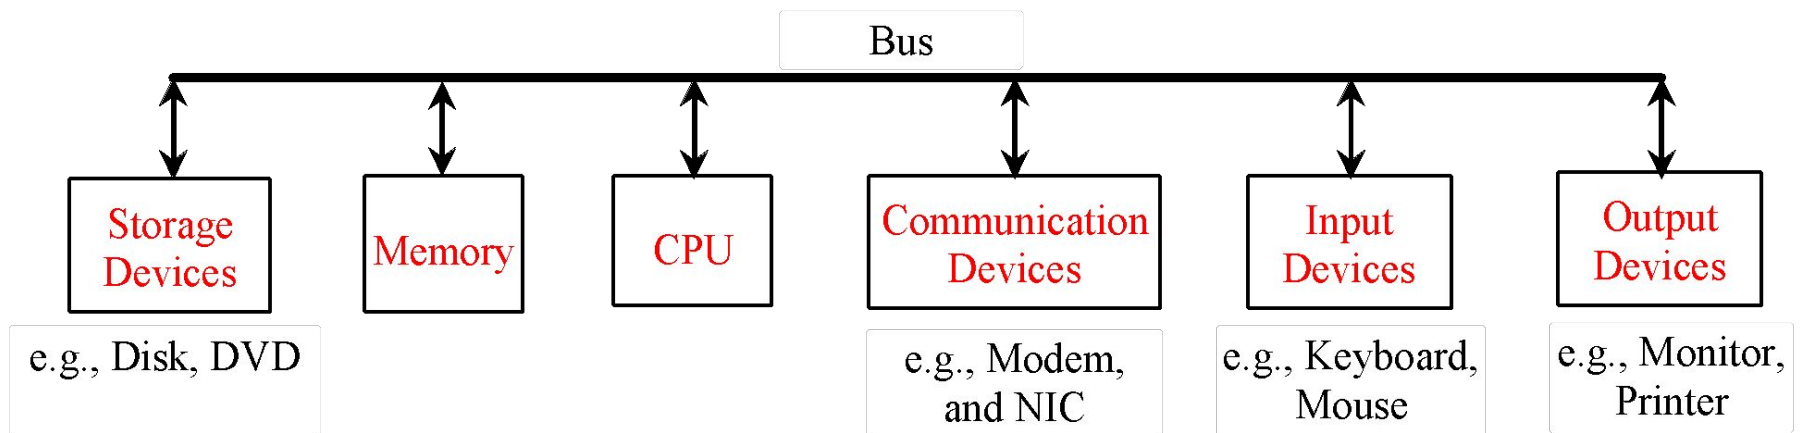 Bus
Storage
Devices
Memory
CPU
Communication
Devices
Input
Devices
Output
Devices
e.g., Disk, DVD
e.g., Modem,
and NIC
e.g., Keyboard,
Mouse
e.g., Monitor,
Printer